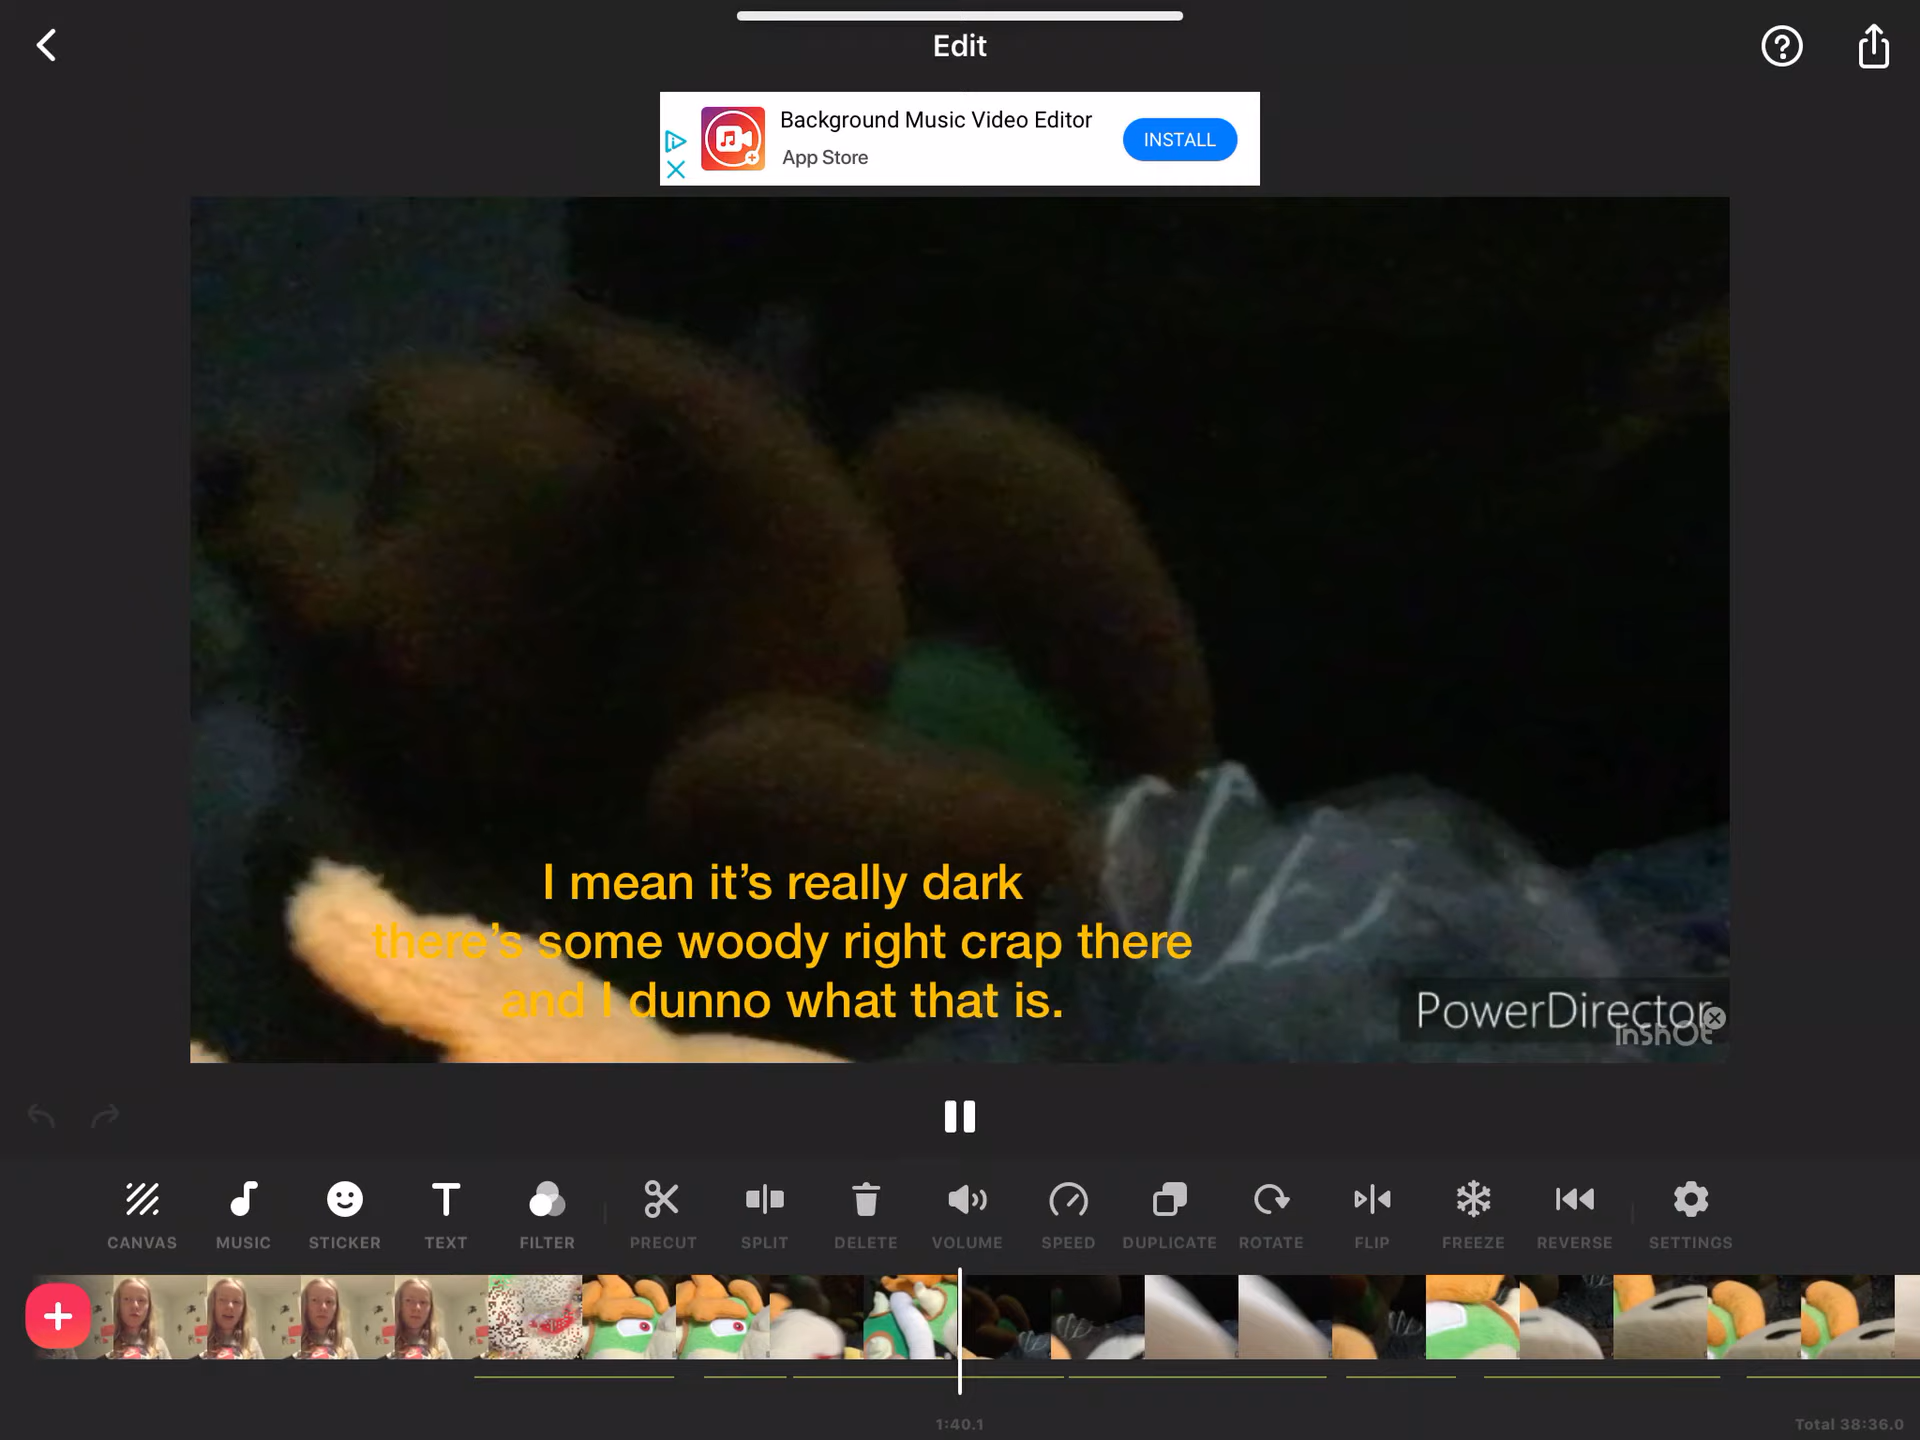 Edit
Background Music Video Editor
App Store
INSTALL
I mean it's really dark
there's some woody right crap there
and I dunno what that is.
PowerDirector
InShOt
CANVAS MUSIC STICKER TEXT FILTER PRECUT SPLIT DELETE VOLUME SPEED DUPLICATE ROTATE FLIP FREEZE REVERSE SETTINGS
1:40.1 Total 38:36.0